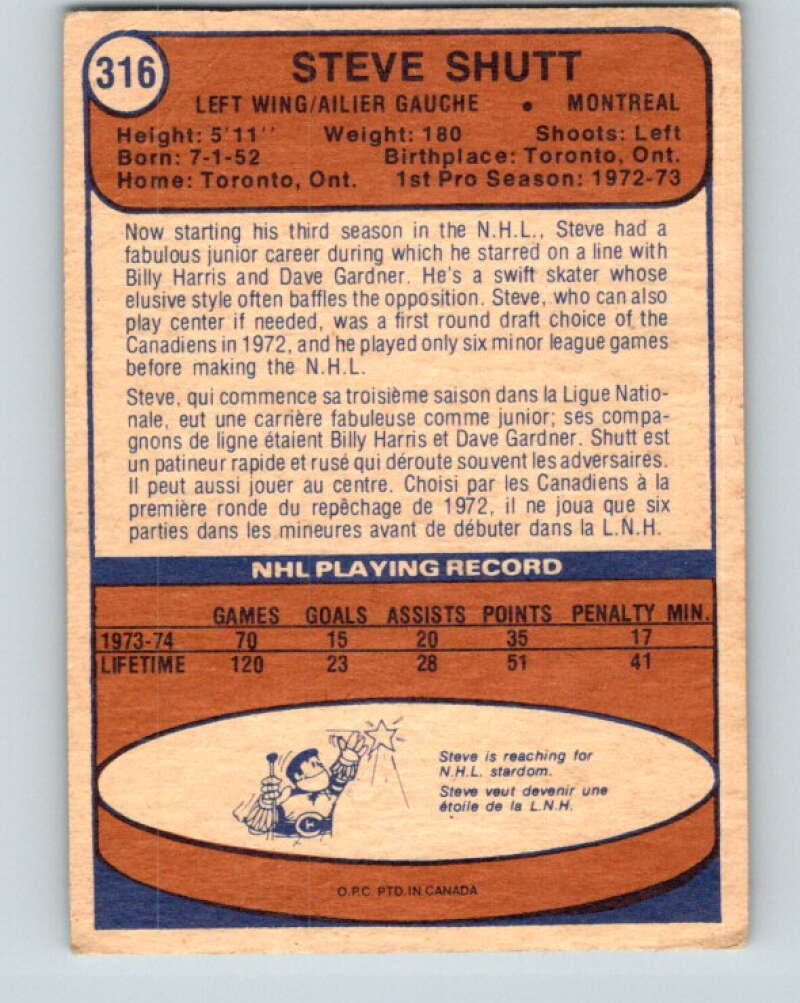 316
STEVE SHUTT
LEFT WING/AILIER GAUCHE • MONTREAL
Height: 5'11" Weight: 180 Shoots: Left
Born: 7-1-52 Birthplace: Toronto, Ont.
Home: Toronto, Ont. 1st Pro Season: 1972-73
Now starting his third season in the N.H.L., Steve had a
fabulous junior career during which he starred on a line with
Billy Harris and Dave Gardner. He's a swift skater whose
elusive style often baffles the opposition. Steve, who can also
play center if needed, was a first round draft choice of the
Canadiens in 1972, and he played only six minor league games
before making the N.H.L.
Steve, qui commence sa troisième saison dans la Ligue Natio-
nale, eut une carrière fabuleuse comme junior; ses compa-
gnons de ligne étaient Billy Harris et Dave Gardner. Shutt est
un patineur rapide et rusé qui déroute souvent les adversaires.
Il peut aussi jouer au centre. Choisi par les Canadiens à la
première ronde du repêchage de 1972, il ne joua que six
parties dans les mineures avant de débuter dans la L.N.H.
NHL PLAYING RECORD
GAMES GOALS ASSISTS POINTS PENALTY MIN.
1973-74 70 15 20 35 17
LIFETIME 120 23 28 51 41
Steve is reaching for
N.H.L. stardom.
Steve veut devenir une
étoile de la L.N.H.
O.P.C. PTD. IN CANADA